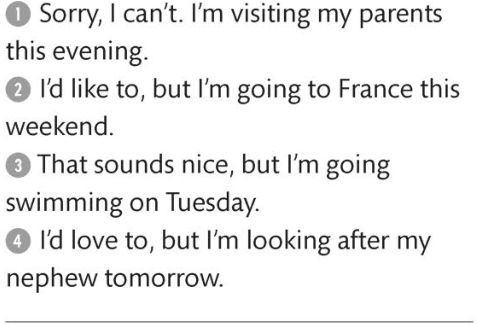 1 Sorry, I can't. I'm visiting my parents
this evening.
2 I'd like to, but I'm going to France this
weekend.
3 That sounds nice, but I'm going
swimming on Tuesday.
4 I'd love to, but I'm looking after my
nephew tomorrow.